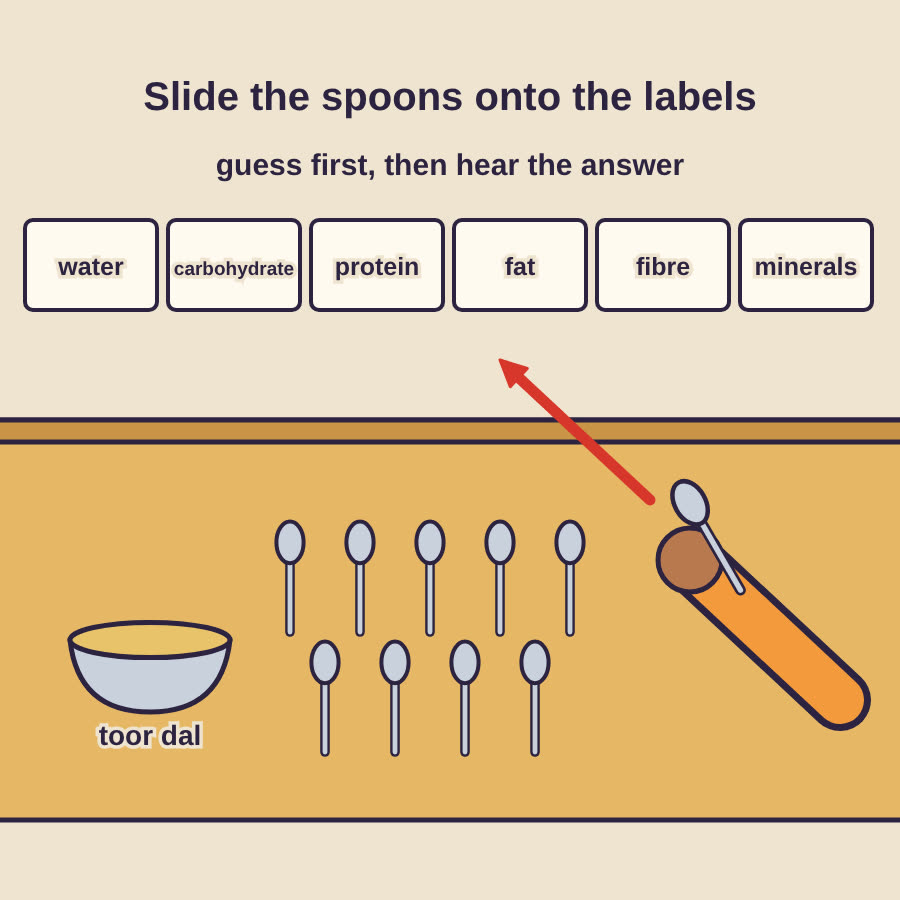 Slide the spoons onto the labels
guess first, then hear the answer
water
carbohydrate
protein
fat
fibre
minerals
toor dal